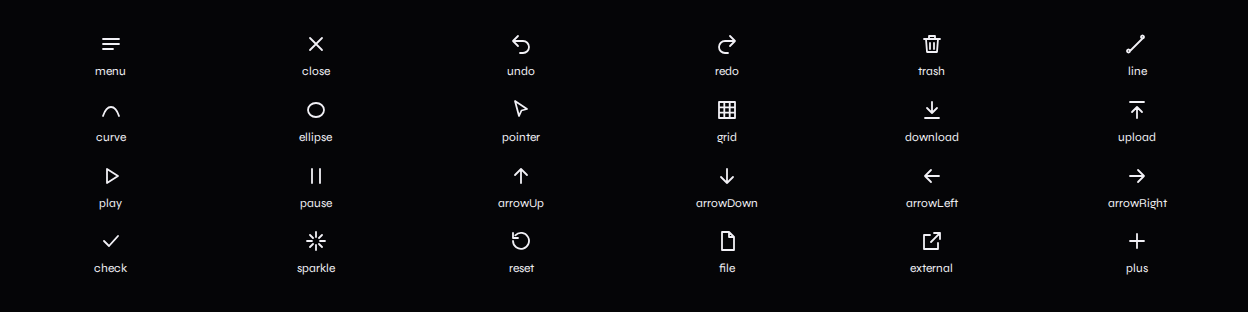 menu close undo redo trash line
curve ellipse pointer grid download upload
play pause arrowUp arrowDown arrowLeft arrowRight
check sparkle reset file external plus